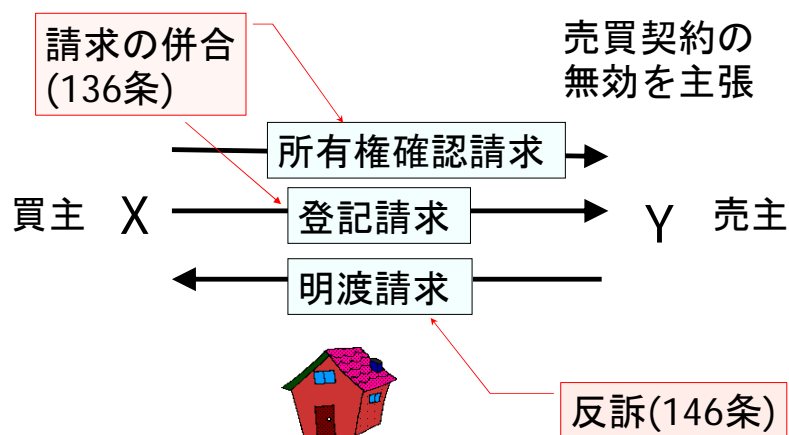 請求の併合
(136条)
売買契約の
無効を主張
所有権確認請求
買主 X
登記請求
Y 売主
明渡請求
反訴(146条)